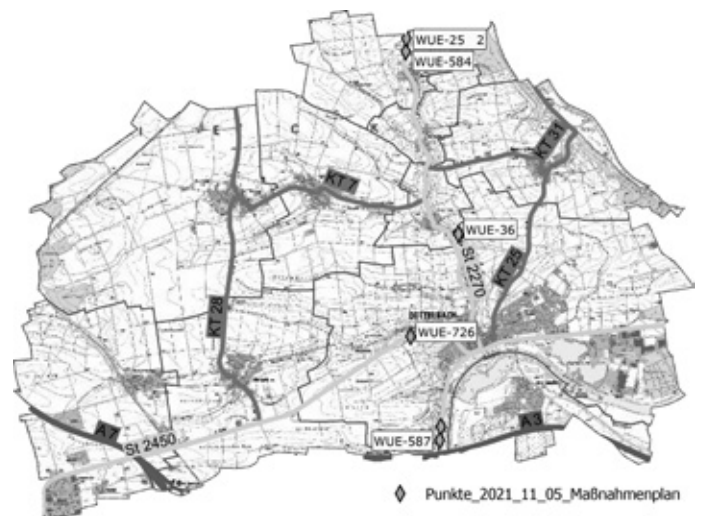 WUE-25 2
WUE-584
I E C
KT 7
KT 31
WUE-36
St 2270
KT 29
KT 28
WUE-726
WUE-587
A 7
St 2450
A 3
Punkte_2021_11_05_Maßnahmenplan